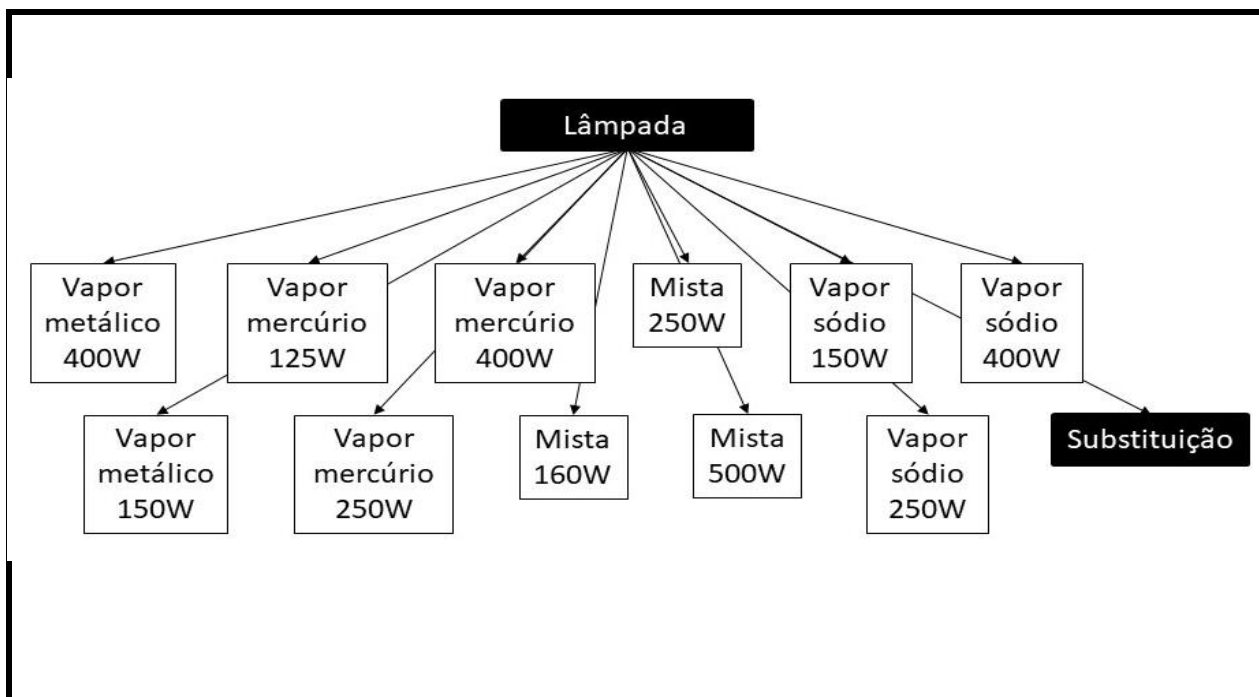 Lâmpada
Vapor
metálico
400W
Vapor
mercúrio
125W
Vapor
mercúrio
400W
Mista
250W
Vapor
sódio
150W
Vapor
sódio
400W
Vapor
metálico
150W
Vapor
mercúrio
250W
Mista
160W
Mista
500W
Vapor
sódio
250W
Substituição